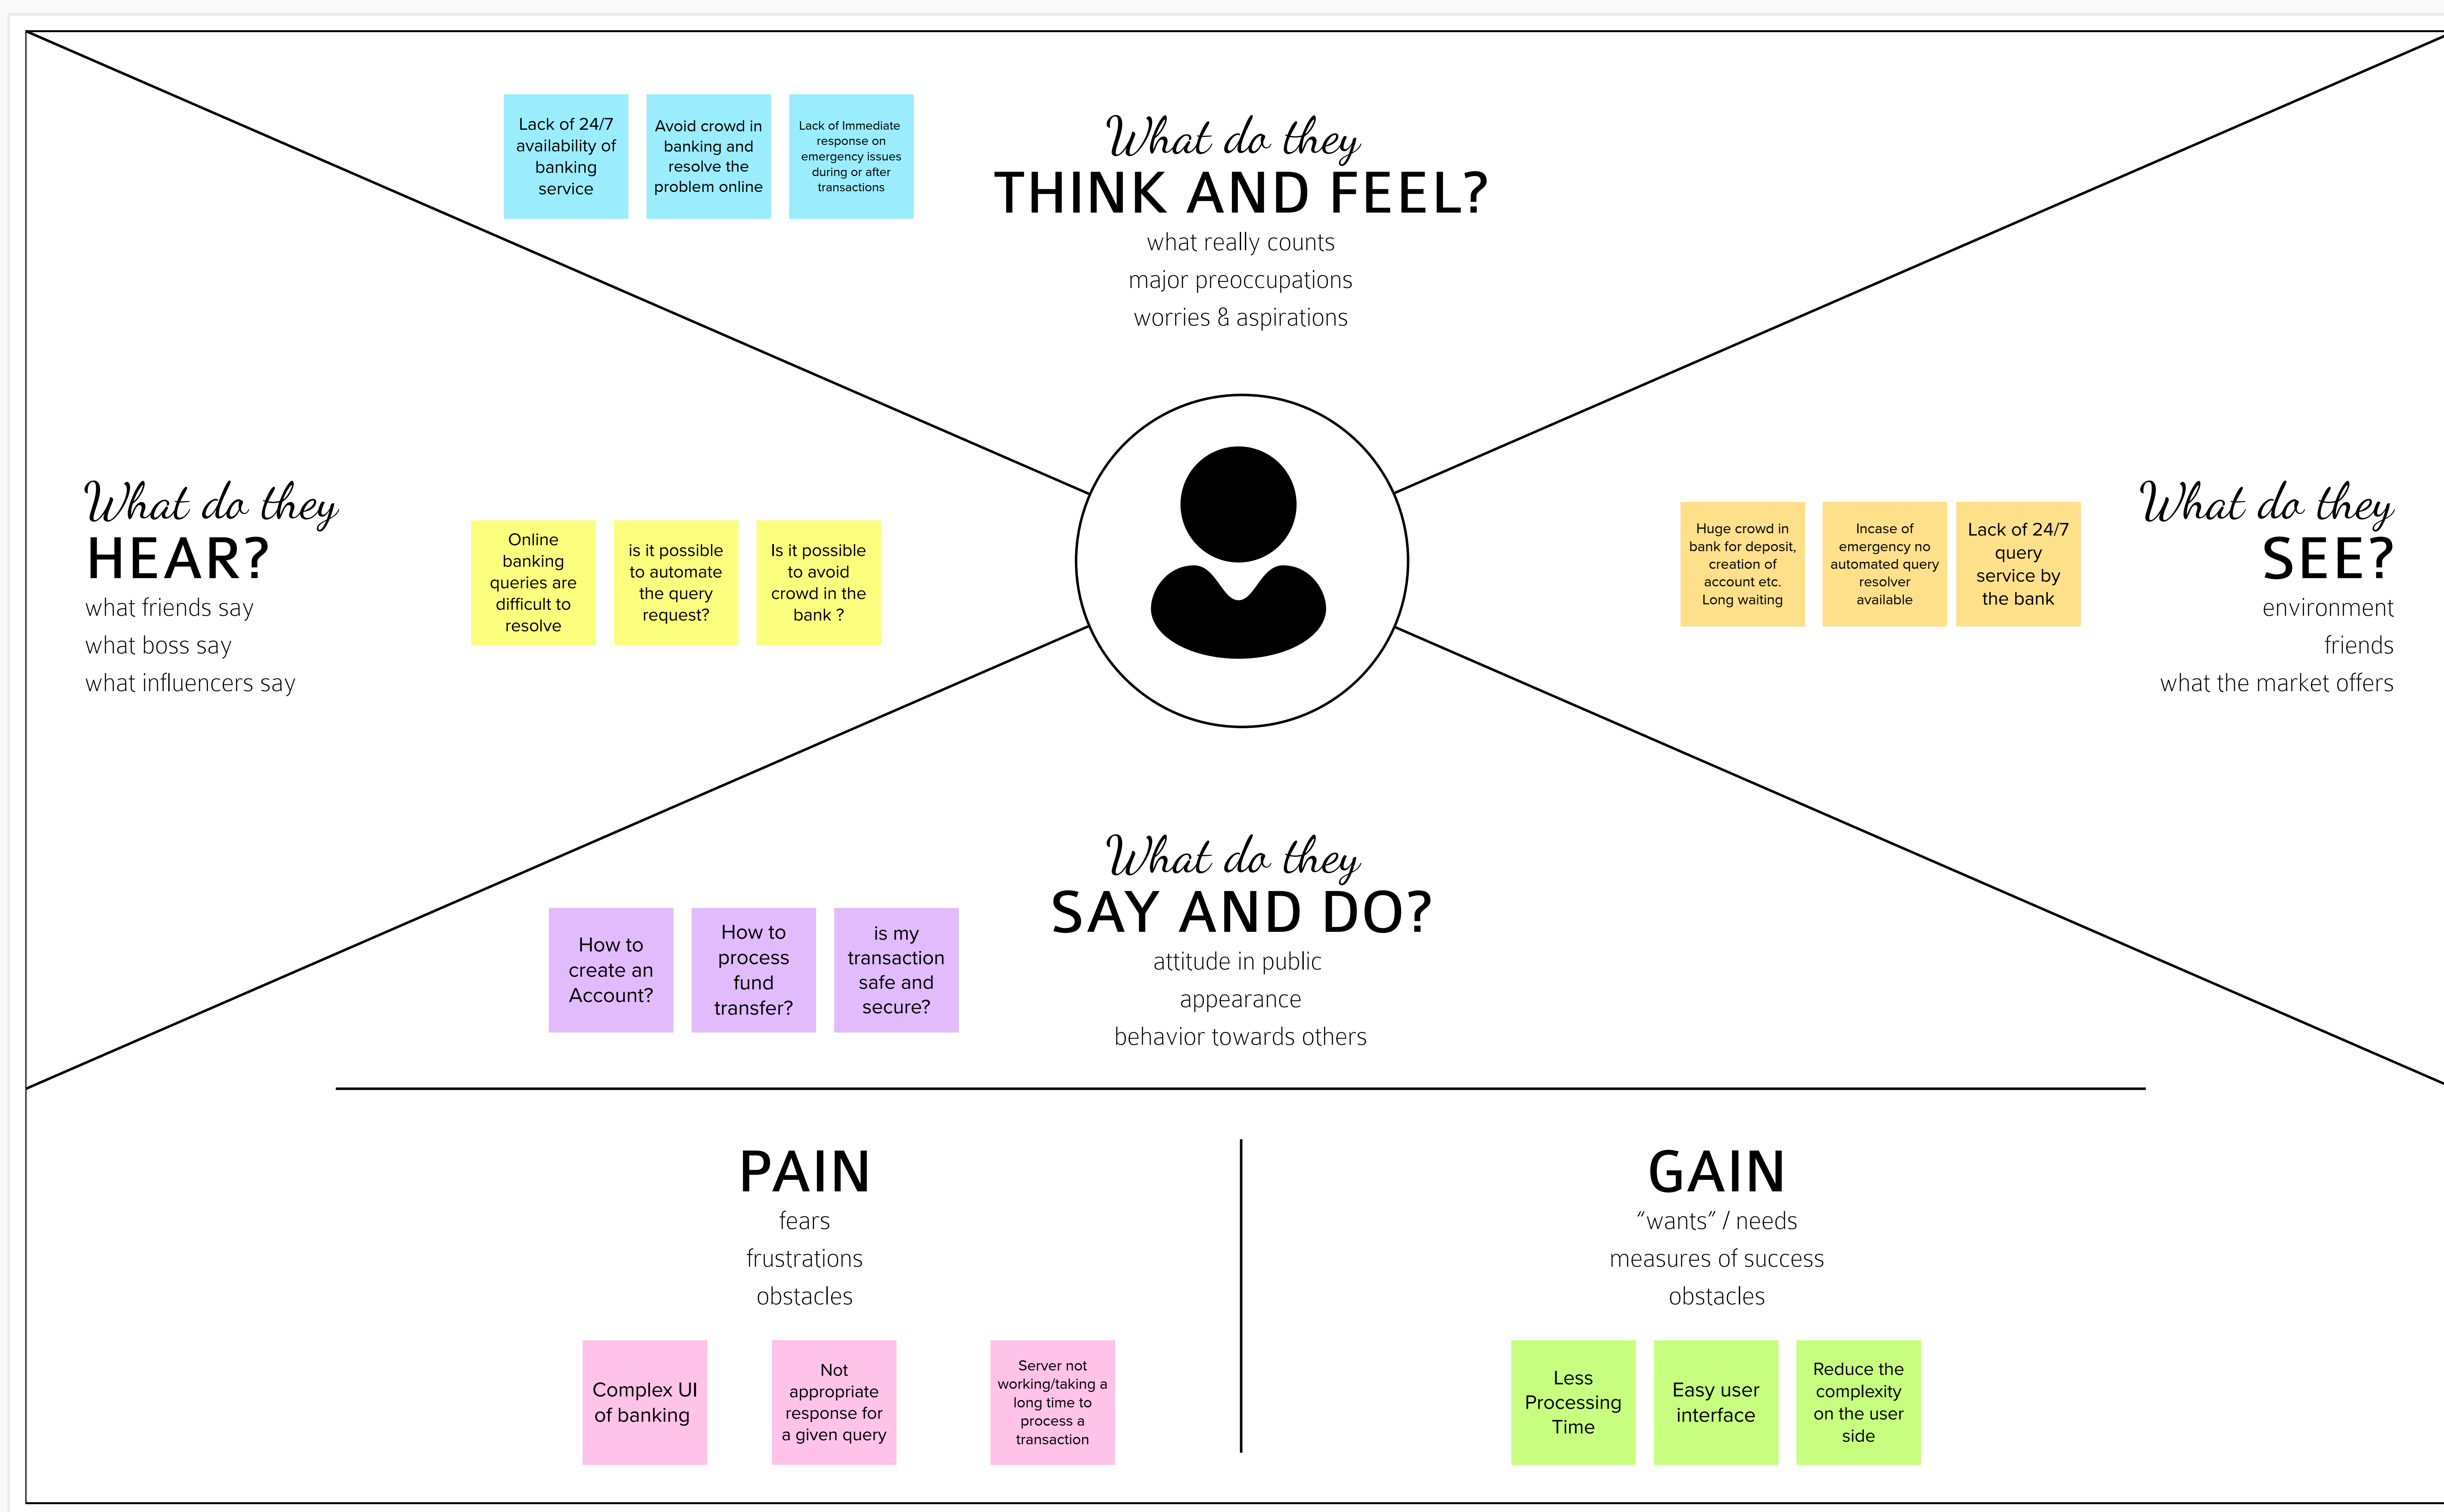 Lack of 24/7
availability of
banking
service
Avoid crowd in
banking and
resolve the
problem online
Lack of Immediate
response on
emergency issues
during or after
transactions
What do they
THINK AND FEEL?
what really counts
major preoccupations
worries & aspirations
What do they
HEAR?
what friends say
what boss say
what influencers say
Online
banking
queries are
difficult to
resolve
is it possible
to automate
the query
request?
Is it possible
to avoid
crowd in the
bank ?
Huge crowd in
bank for deposit,
creation of
account etc.
Long waiting
Incase of
emergency no
automated query
resolver
available
Lack of 24/7
query
service by
the bank
What do they
SEE?
environment
friends
what the market offers
What do they
SAY AND DO?
attitude in public
appearance
behavior towards others
How to
create an
Account?
How to
process
fund
transfer?
is my
transaction
safe and
secure?
PAIN
fears
frustrations
obstacles
Complex UI
of banking
Not
appropriate
response for
a given query
Server not
working/taking a
long time to
process a
transaction
GAIN
“wants” / needs
measures of success
obstacles
Less
Processing
Time
Easy user
interface
Reduce the
complexity
on the user
side